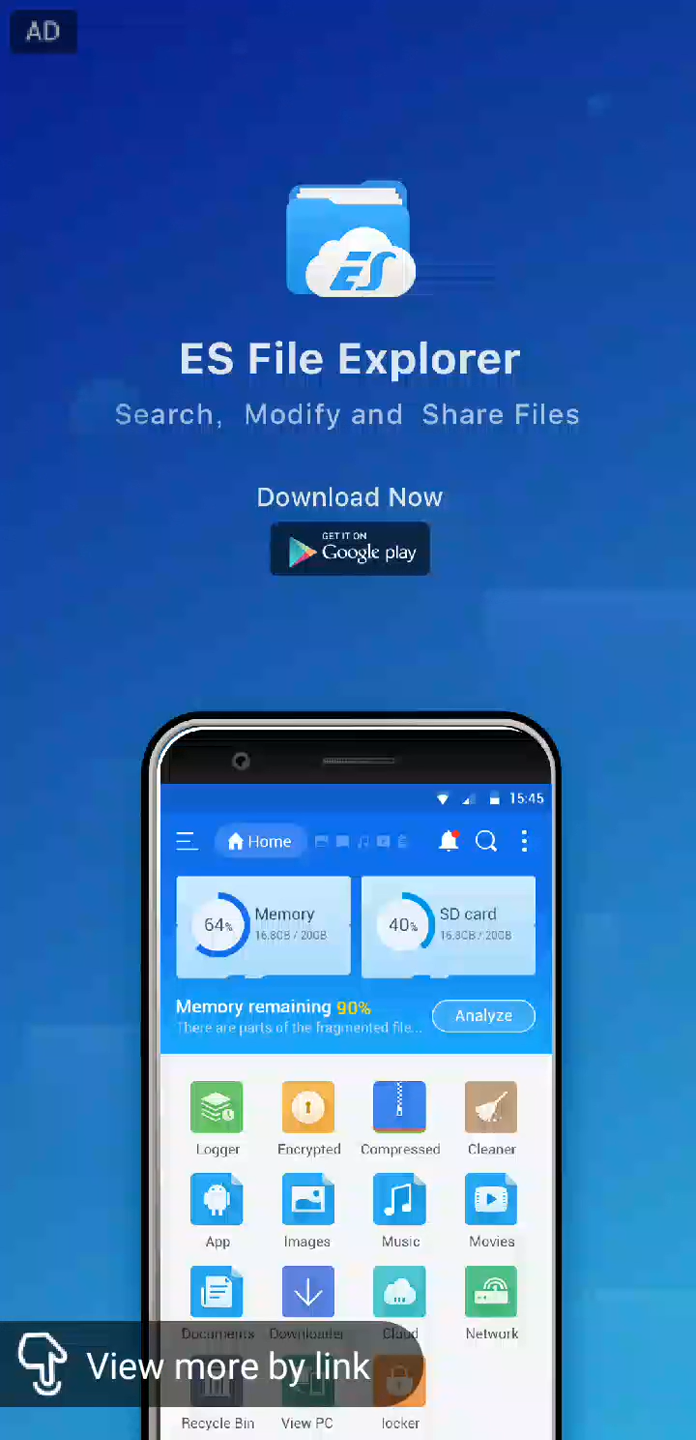 AD
ES
ES File Explorer
Search, Modify and Share Files
Download Now
GET IT ON
Google play
15:45
Home
64% Memory
16.8GB / 20GB
40% SD card
16.8GB / 20GB
Memory remaining 90%
There are parts of the fragmented file...
Analyze
Logger Encrypted Compressed Cleaner
App Images Music Movies
Documents Downloader Cloud Network
View more by link
Recycle Bin View PC locker